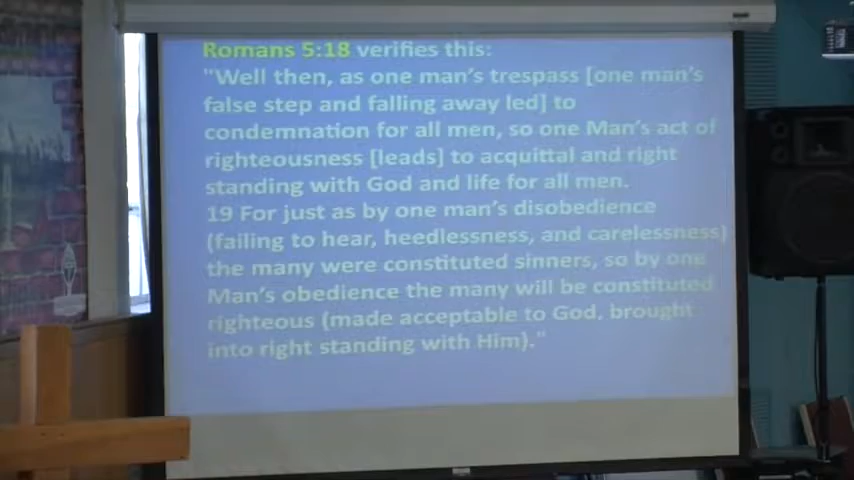 Romans 5:18 verifies this:
"Well then, as one man's trespass [one man's
false step and falling away led] to
condemnation for all men, so one Man's act of
righteousness [leads] to acquittal and right
standing with God and life for all men.
19 For just as by one man's disobedience
(failing to hear, heedlessness, and carelessness)
the many were constituted sinners, so by one
Man's obedience the many will be constituted
righteous (made acceptable to God, brought
into right standing with Him)."